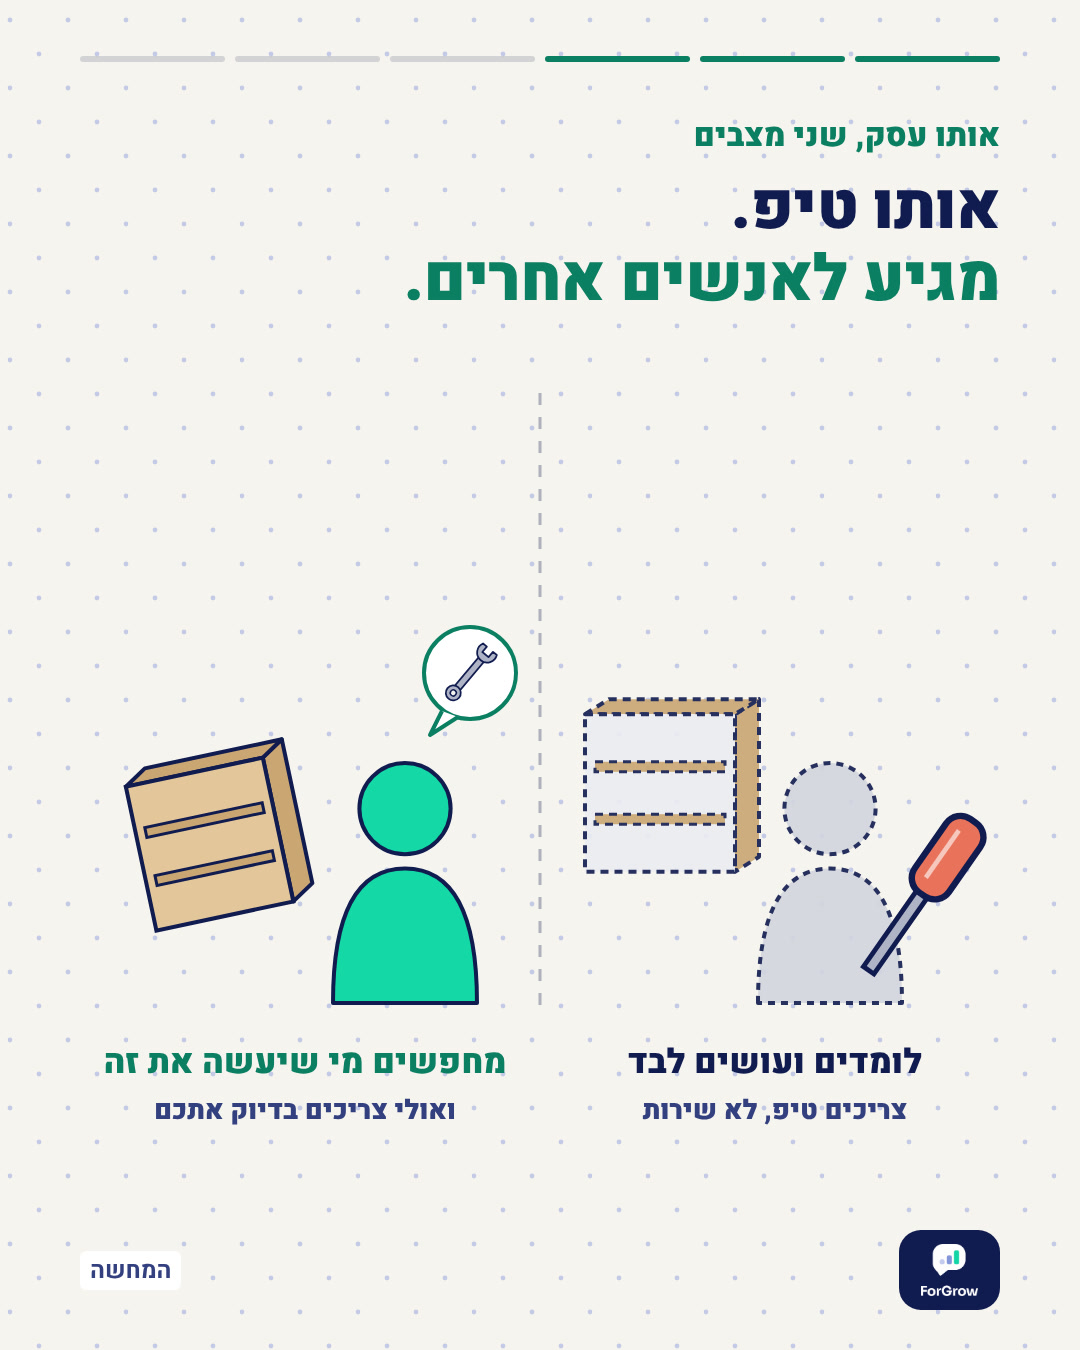 אותו עסק, שני מצבים
אותו טיפ.
מגיע לאנשים אחרים.
לומדים ועושים לבד
צריכים טיפ, לא שירות
מחפשים מי שיעשה את זה
ואולי צריכים בדיוק אתכם
ForGrow
המחשה